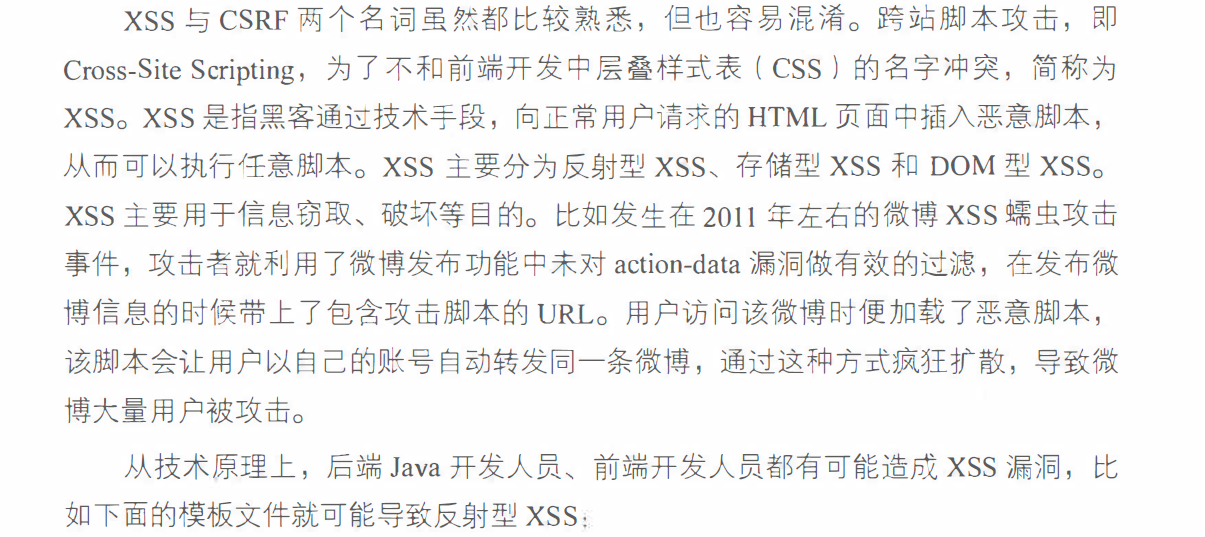 XSS 与 CSRF 两个名词虽然都比较熟悉，但也容易混淆。跨站脚本攻击，即
Cross-Site Scripting，为了不和前端开发中层叠样式表（CSS）的名字冲突，简称为
XSS。XSS 是指黑客通过技术手段，向正常用户请求的 HTML 页面中插入恶意脚本，
从而可以执行任意脚本。XSS 主要分为反射型 XSS、存储型 XSS 和 DOM 型 XSS。
XSS 主要用于信息窃取、破坏等目的。比如发生在 2011 年左右的微博 XSS 蠕虫攻击
事件，攻击者就利用了微博发布功能中未对 action-data 漏洞做有效的过滤，在发布微
博信息的时候带上了包含攻击脚本的 URL。用户访问该微博时便加载了恶意脚本，
该脚本会让用户以自己的账号自动转发同一条微博，通过这种方式疯狂扩散，导致微
博大量用户被攻击。
从技术原理上，后端 Java 开发人员、前端开发人员都有可能造成 XSS 漏洞，比
如下面的模板文件就可能导致反射型 XSS：